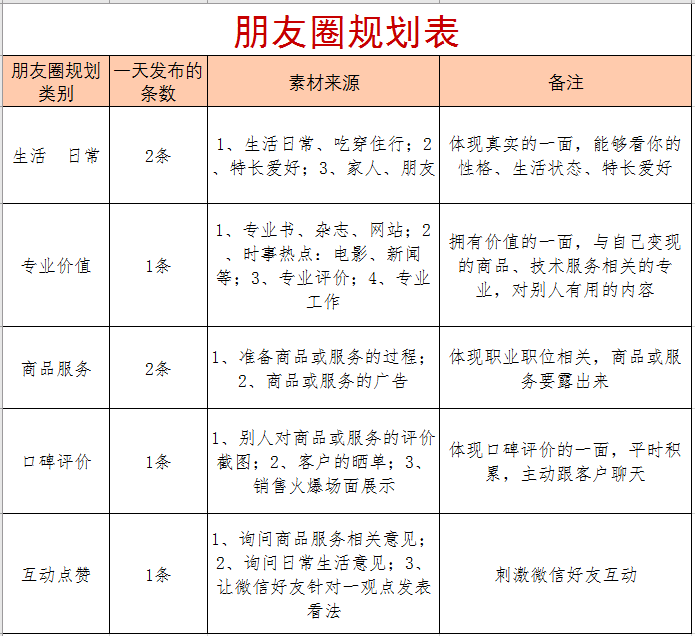 朋友圈规划表
朋友圈规划
类别
一天发布的
条数
素材来源
备注
生活 日常
2条
1、生活日常、吃穿住行；2
、特长爱好；3、家人、朋友
体现真实的一面，能够看你的
性格、生活状态、特长爱好
专业价值
1条
1、专业书、杂志、网站；2
、时事热点：电影、新闻
等；3、专业评价；4、专业
工作
拥有价值的一面，与自己变现
的商品、技术服务相关的专
业，对别人有用的内容
商品服务
2条
1、准备商品或服务的过程；
2、商品或服务的广告
体现职业职位相关，商品或服
务要露出来
口碑评价
1条
1、别人对商品或服务的评价
截图；2、客户的晒单；3、
销售火爆场面展示
体现口碑评价的一面，平时积
累，主动跟客户聊天
互动点赞
1条
1、询问商品服务相关意见；
2、询问日常生活意见；3、
让微信好友针对一观点发表
看法
刺激微信好友互动